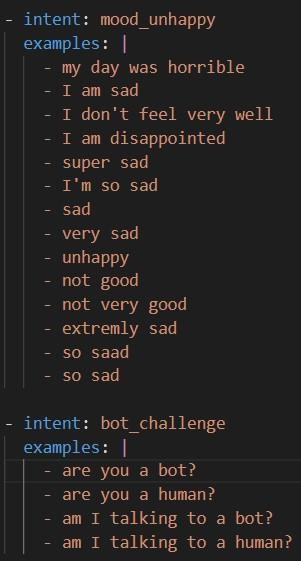 - intent: mood_unhappy
  examples: |
    - my day was horrible
    - I am sad
    - I don't feel very well
    - I am disappointed
    - super sad
    - I'm so sad
    - sad
    - very sad
    - unhappy
    - not good
    - not very good
    - extremly sad
    - so saad
    - so sad

- intent: bot_challenge
  examples: |
    - are you a bot?
    - are you a human?
    - am I talking to a bot?
    - am I talking to a human?